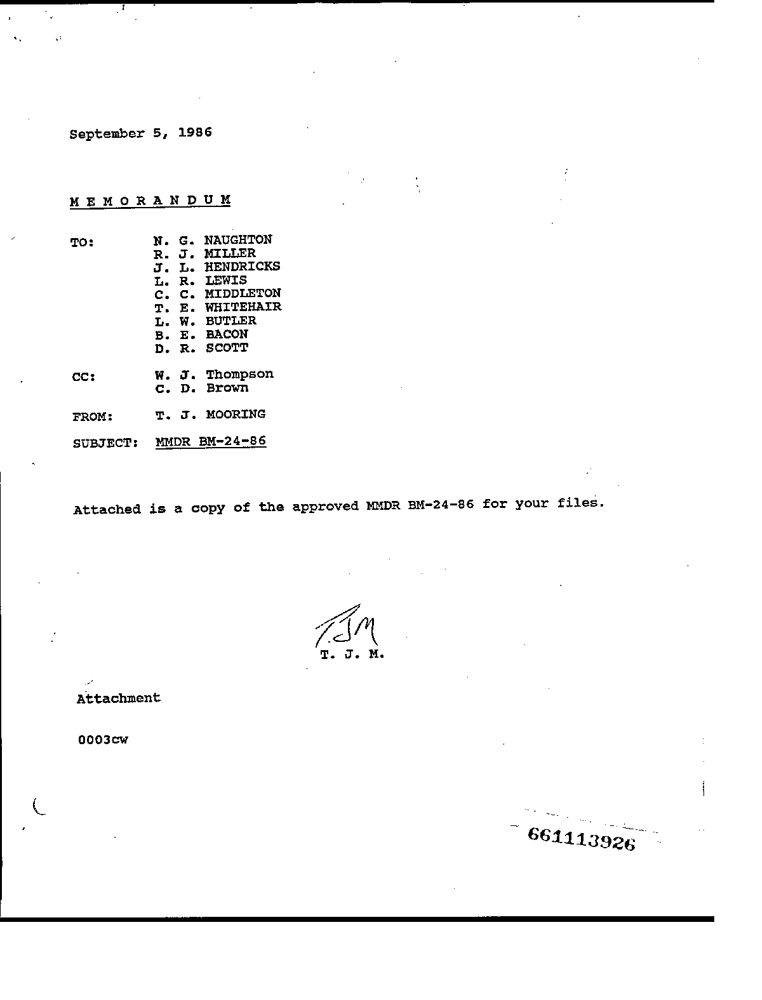 September 5, 1986
MEMORANDUM
TO: N. G. NAUGHTON
R. J. MILLER
J. L. HENDRICKS
L. R. LEWIS
C. C. MIDDLETON
T. E. WHITEHAIR
L. W. BUTLER
B. E. BACON
D. R. SCOTT
CC: W. J. Thompson
C. D. Brown
FROM: T. J. MOORING
SUBJECT: MMDR BM-24-86
Attached is a copy of the approved MMDR BM-24-86 for your files.
TJM
T. J. M.
Attachment
0003cw
661113926